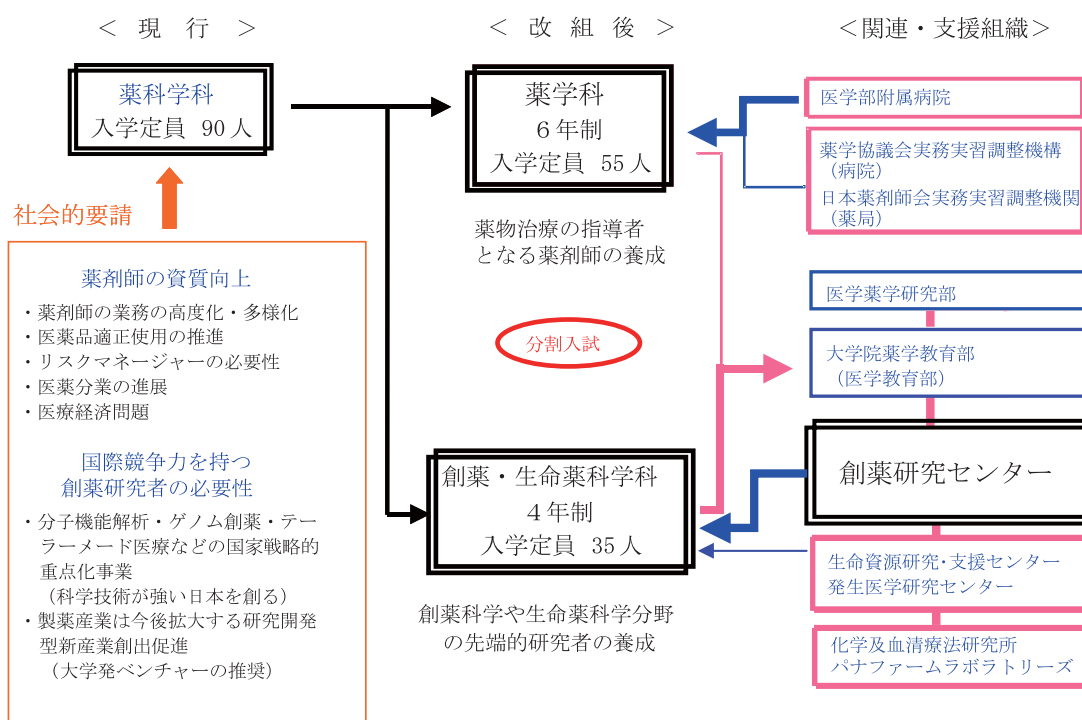 ＜ 現 行 ＞
薬科学科
入学定員 90人
社会的要請
薬剤師の資質向上
・薬剤師の業務の高度化・多様化
・医薬品適正使用の推進
・リスクマネージャーの必要性
・医薬分業の進展
・医療経済問題
国際競争力を持つ
創薬研究者の必要性
・分子機能解析・ゲノム創薬・テー
ラーメード医療などの国家戦略的
重点化事業
（科学技術が強い日本を創る）
・製薬産業は今後拡大する研究開発
型新産業創出促進
（大学発ベンチャーの推奨）
＜ 改 組 後 ＞
薬学科
６年制
入学定員 55人
薬物治療の指導者
となる薬剤師の養成
分割入試
創薬・生命薬科学科
４年制
入学定員 35人
創薬科学や生命薬科学分野
の先端的研究者の養成
＜関連・支援組織＞
医学部附属病院
薬学協議会実務実習調整機構
（病院）
日本薬剤師会実務実習調整機関
（薬局）
医学薬学研究部
大学院薬学教育部
（医学教育部）
創薬研究センター
生命資源研究・支援センター
発生医学研究センター
化学及血清療法研究所
パナファームラボラトリーズ